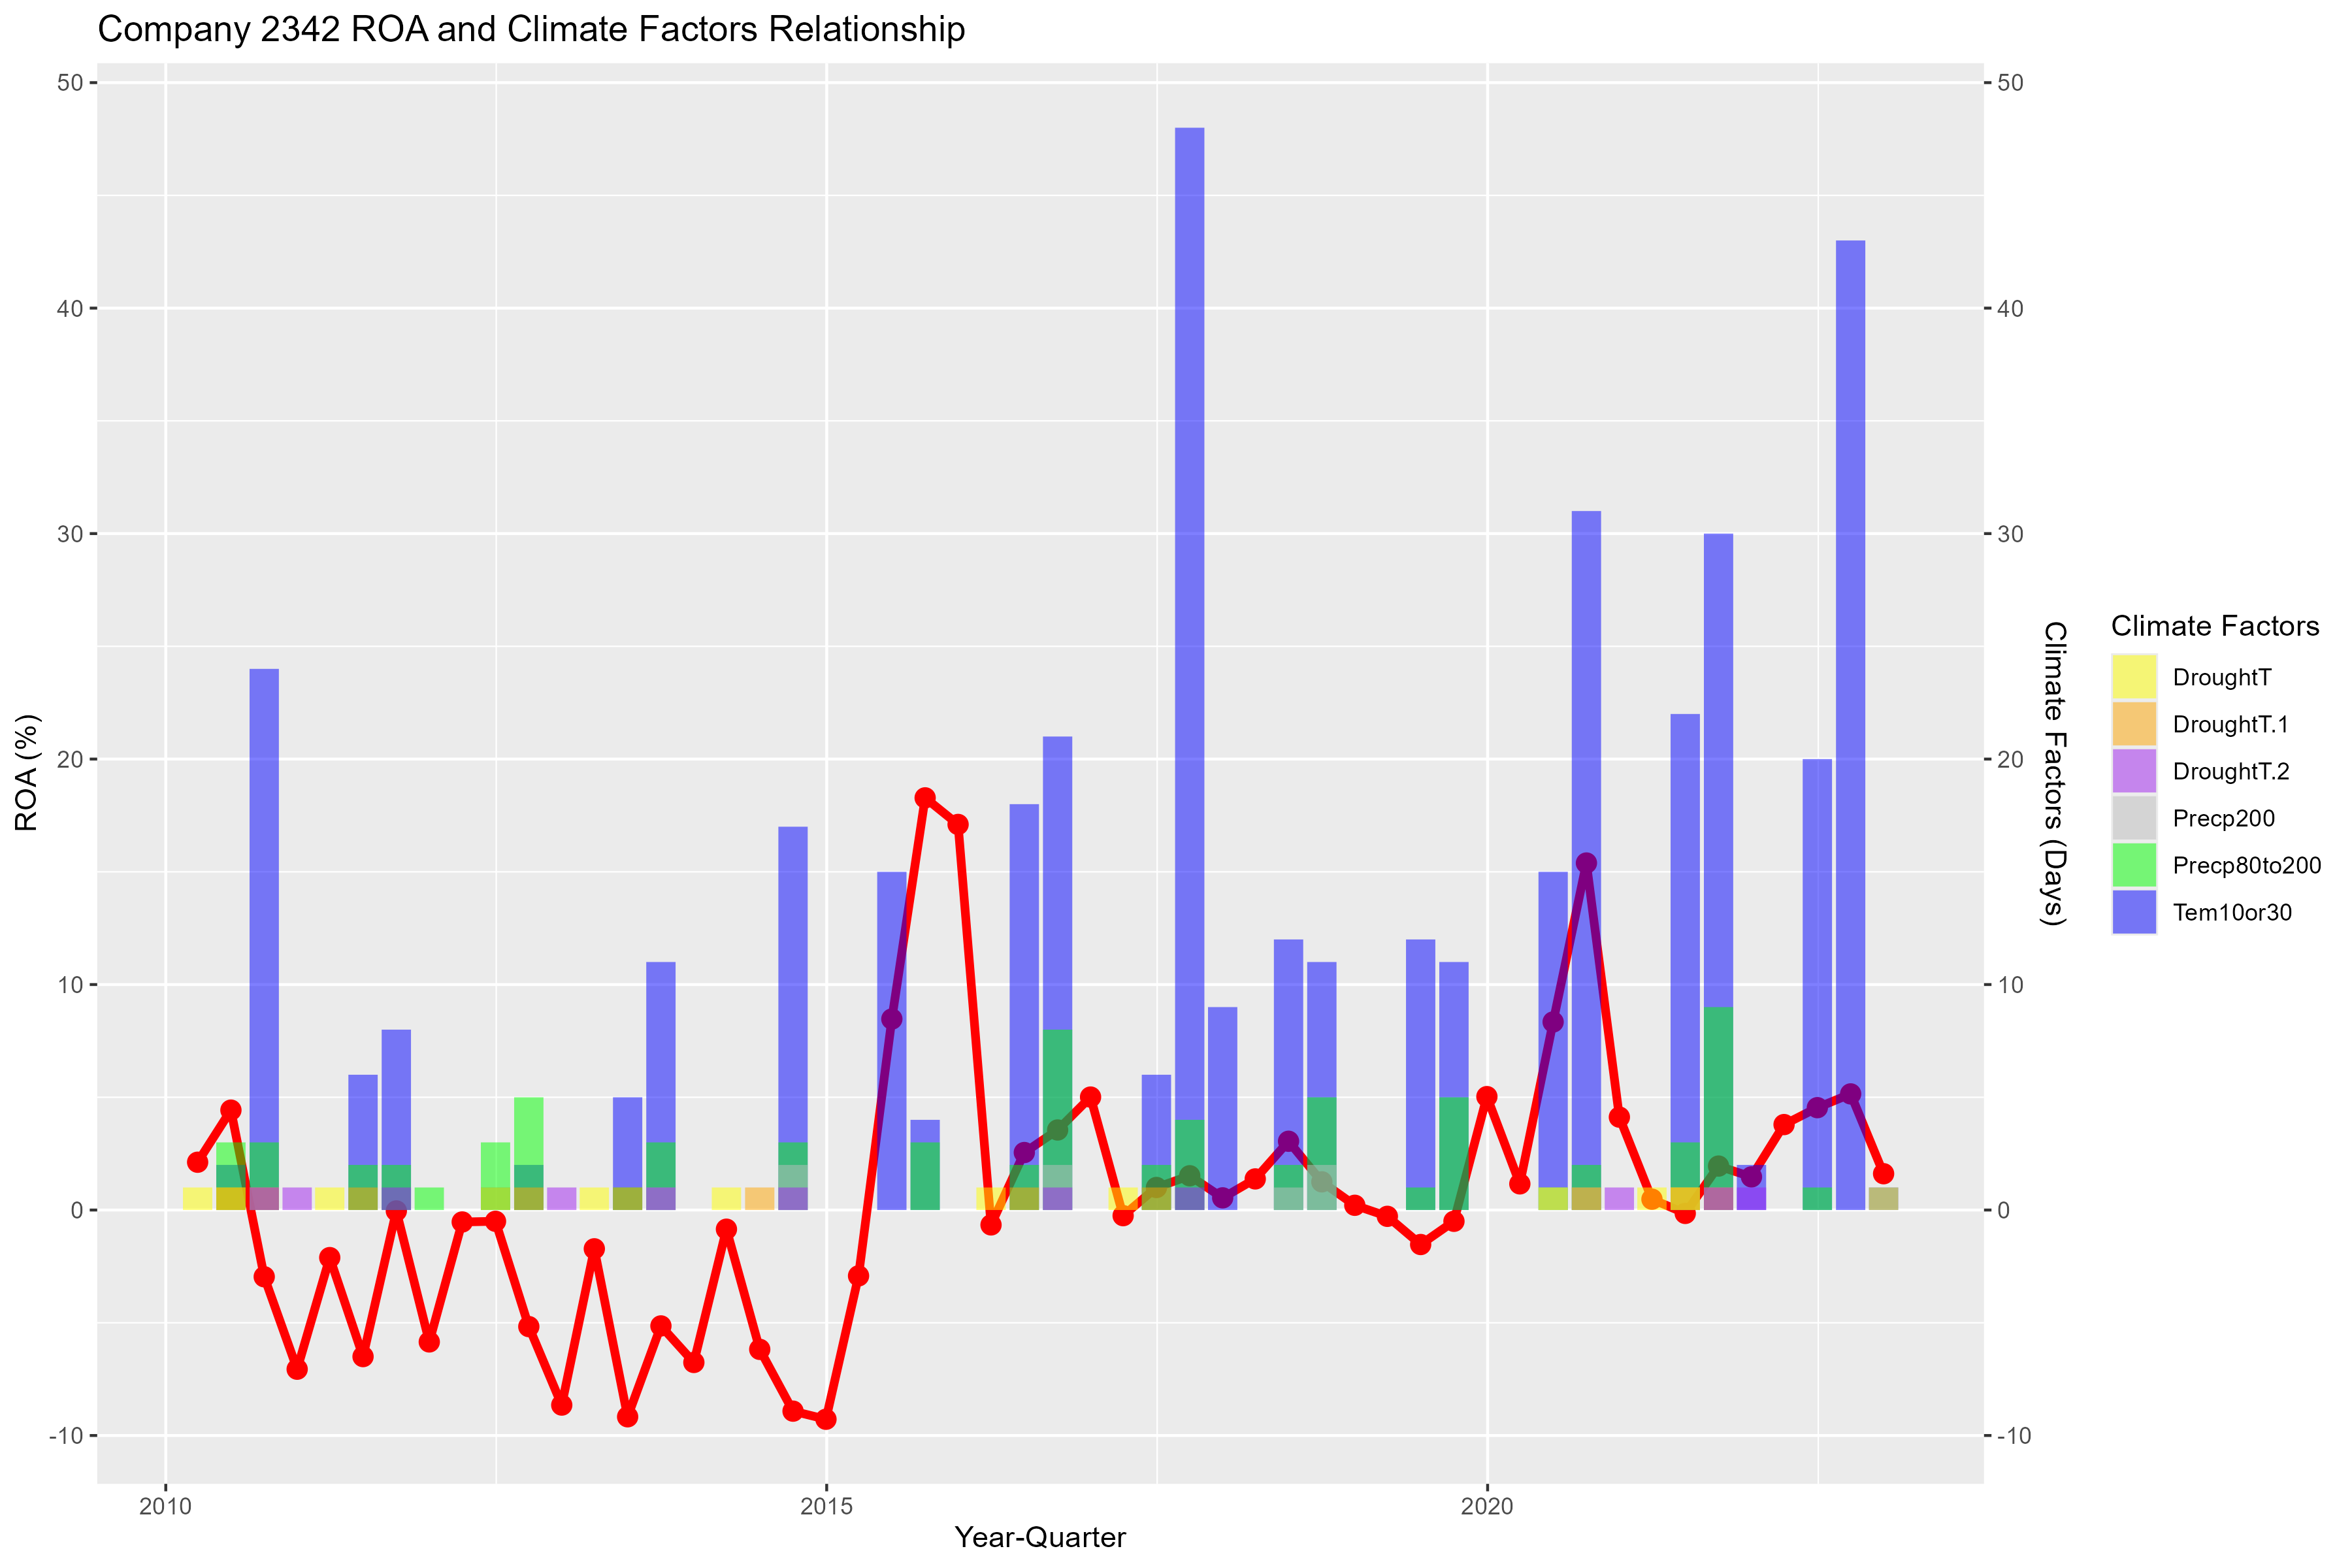 Company 2342 ROA and Climate Factors Relationship
50
40
30
20
10
0
-10
ROA (%)
50
40
30
20
10
0
-10
Climate Factors (Days)
2010
2015
2020
Year-Quarter
Climate Factors
DroughtT
DroughtT.1
DroughtT.2
Precp200
Precp80to200
Tem10or30